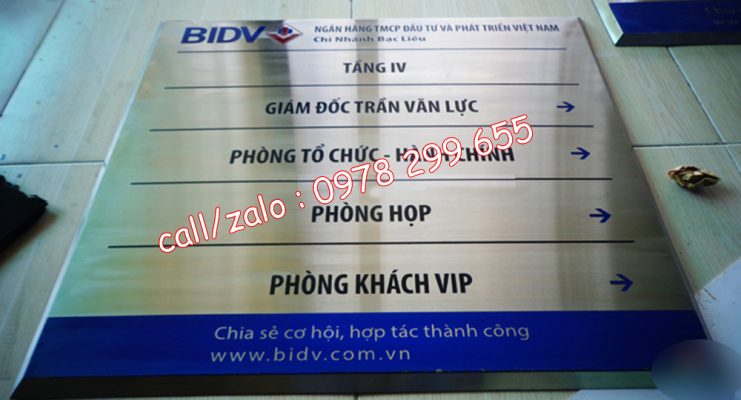 BIDV NGÂN HÀNG TMCP ĐẦU TƯ VÀ PHÁT TRIỂN VIỆT NAM
Chi Nhánh Bạc Liêu
TẦNG IV
GIÁM ĐỐC TRẦN VĂN LỰC
PHÒNG TỔ CHỨC - HÀNH CHÍNH
call/zalo : 0978 299 655
PHÒNG HỌP
PHÒNG KHÁCH VIP
Chia sẻ cơ hội, hợp tác thành công
www.bidv.com.vn